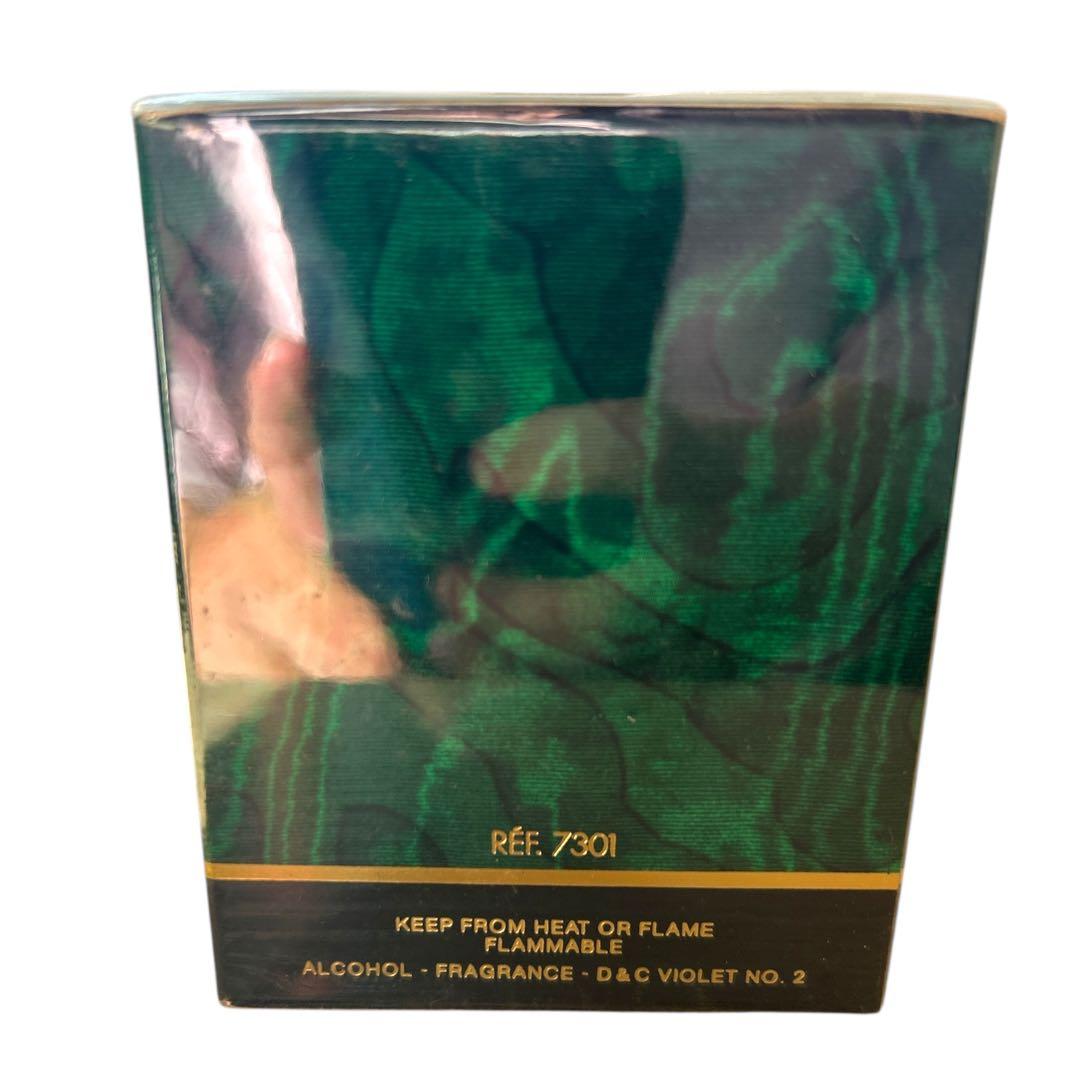 RÉF. 7301
KEEP FROM HEAT OR FLAME
FLAMMABLE
ALCOHOL - FRAGRANCE - D & C VIOLET NO. 2